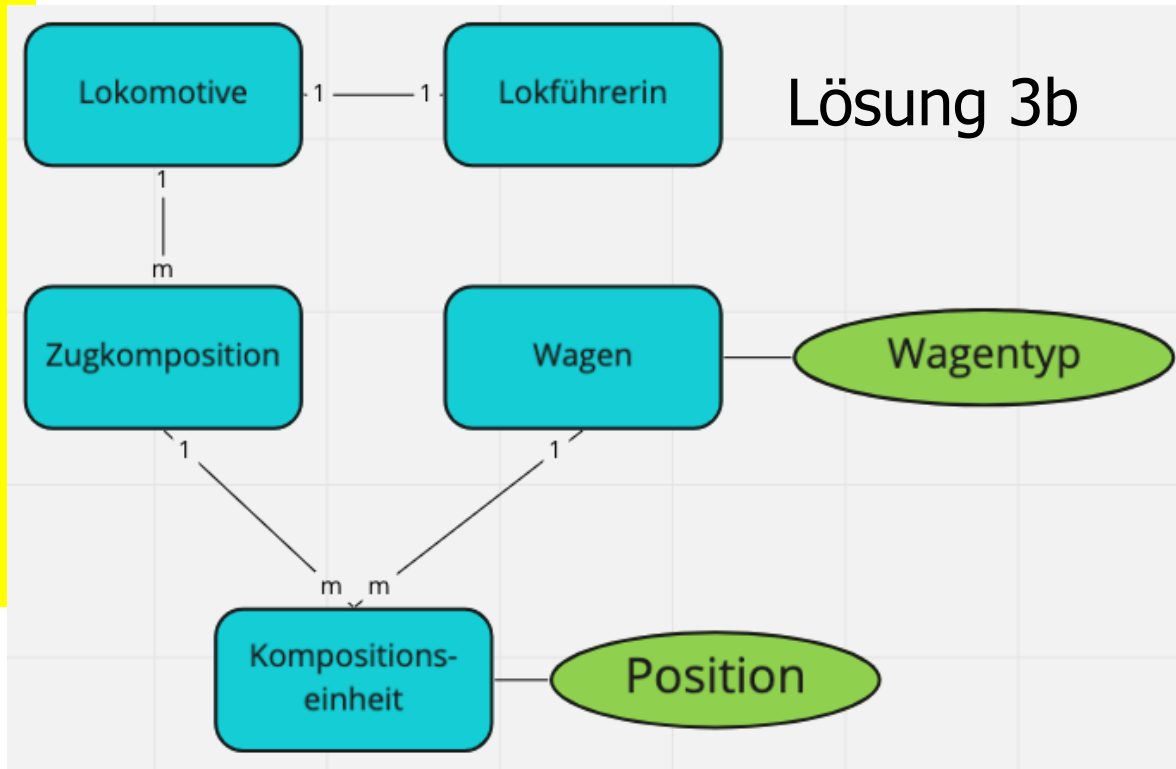 Lokomotive
1
1
Lokführerin
Lösung 3b
1
m
Zugkomposition
Wagen
Wagentyp
1
1
m
m
Kompositions-
einheit
Position